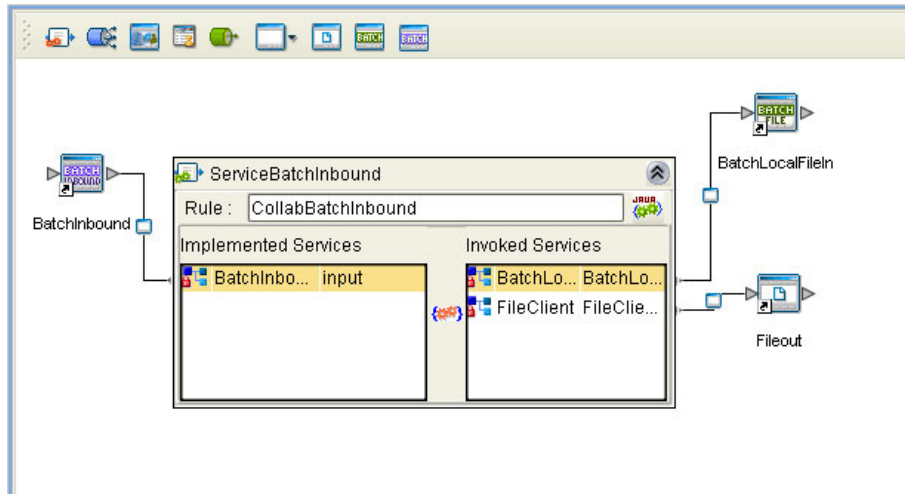 BATCH BATCH
BATCH
FILE
BatchLocalFileIn
BATCH
INBOUND
BatchInbound
ServiceBatchInbound
Rule : CollabBatchInbound JAVA
Implemented Services Invoked Services
BatchInbo... input BatchLo... BatchLo...
FileClient FileClie...
Fileout